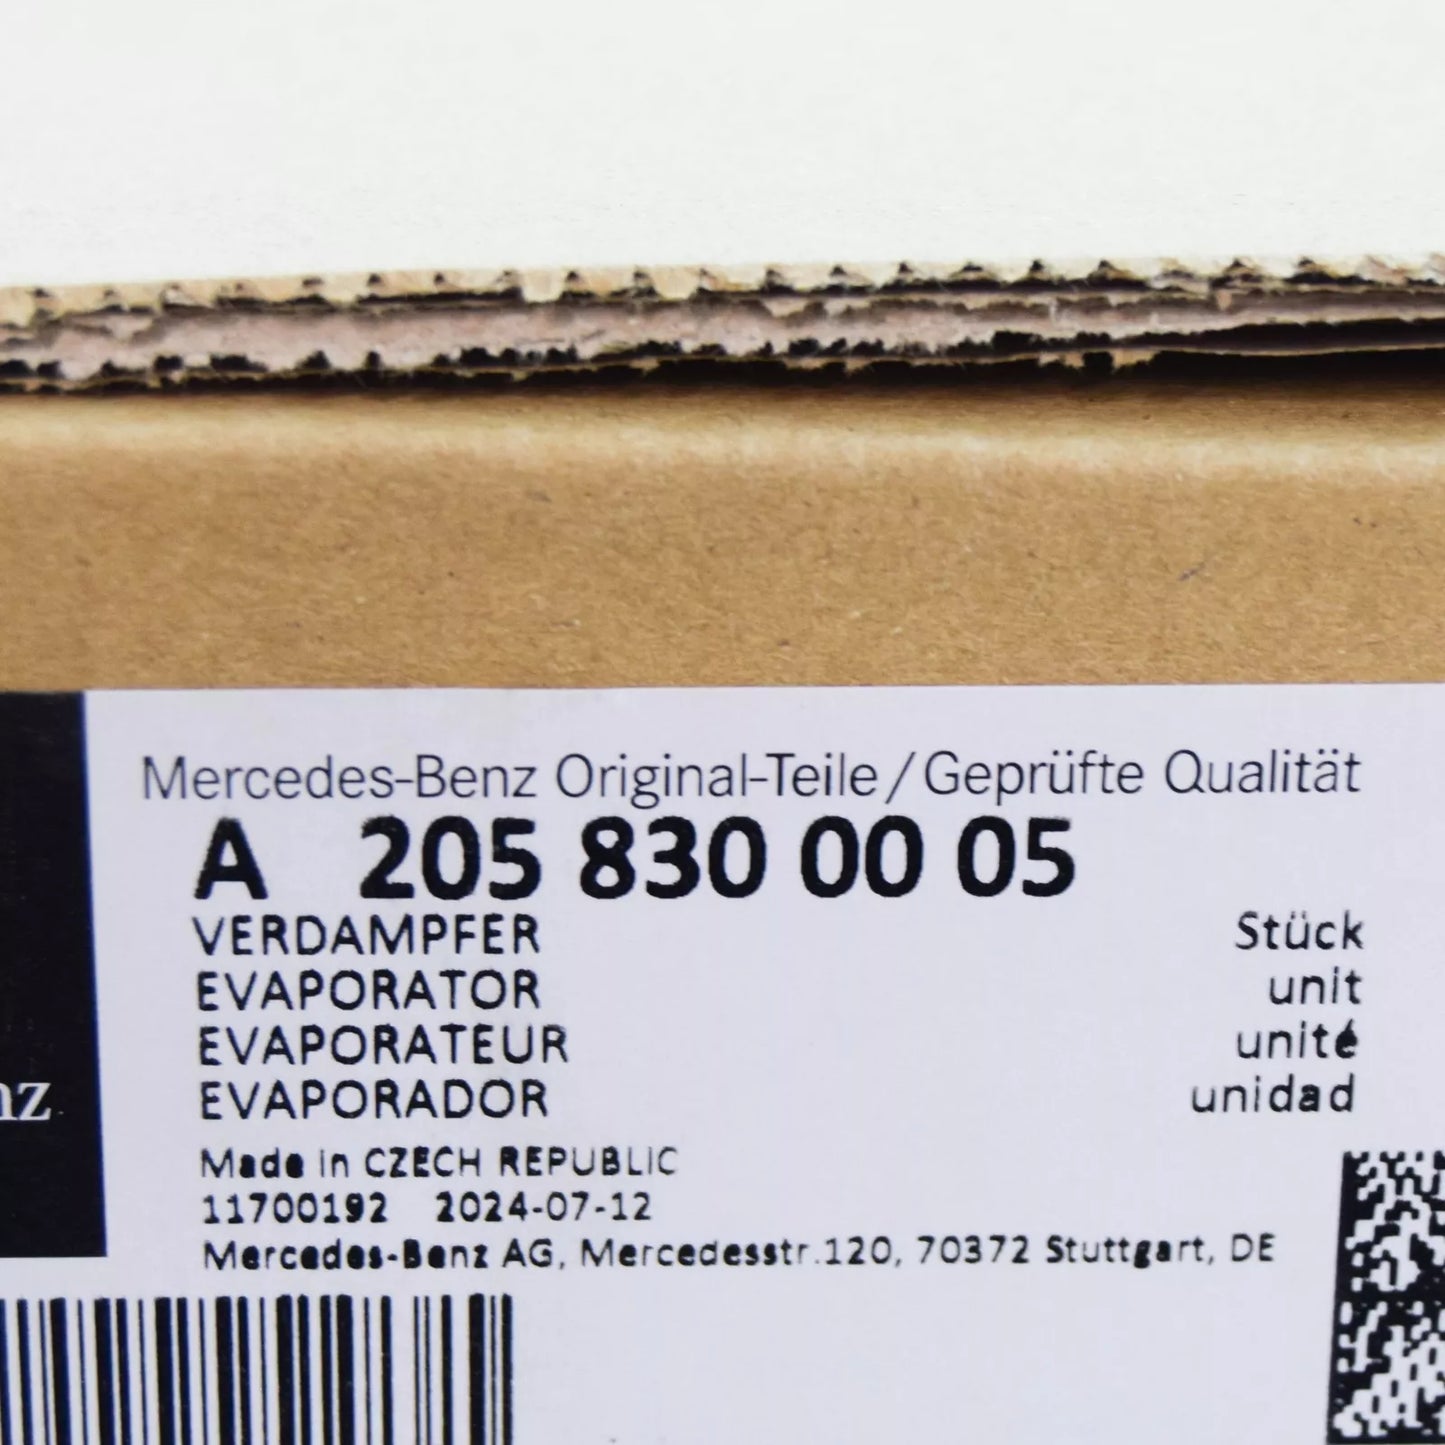 Mercedes-Benz Original-Teile/Geprüfte Qualität
A 205 830 00 05
VERDAMPFER Stück
EVAPORATOR unit
EVAPORATEUR unité
EVAPORADOR unidad
nz
Made in CZECH REPUBLIC
11700192 2024-07-12
Mercedes-Benz AG, Mercedesstr.120, 70372 Stuttgart, DE